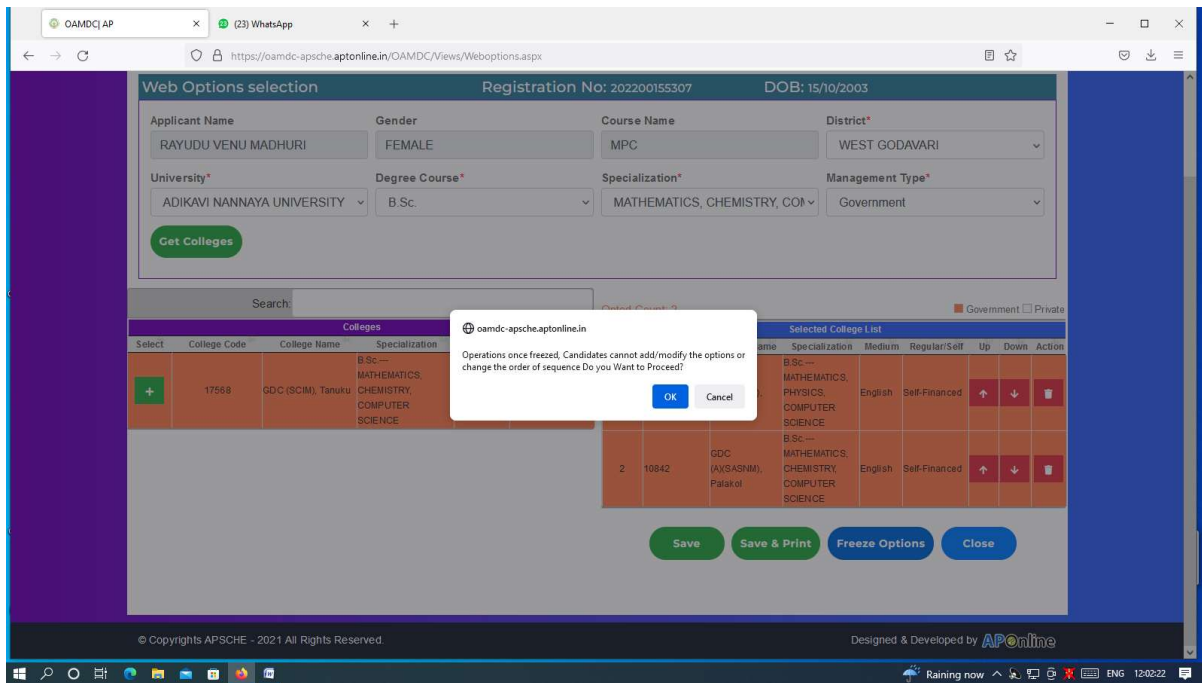 OAMDC| AP
(23) WhatsApp
https://oamdc-apsche.aptonline.in/OAMDC/Views/Weboptions.aspx
Web Options selection Registration No: 202200155307 DOB: 15/10/2003
Applicant Name Gender Course Name District*
RAYUDU VENU MADHURI FEMALE MPC WEST GODAVARI
University* Degree Course* Specialization* Management Type*
ADIKAVI NANNAYA UNIVERSITY B.Sc. MATHEMATICS, CHEMISTRY, COM Government
Get Colleges
Search:
Opted Count: 2
Government Private
Colleges
Select College Code College Name Specialization
17568 GDC (SCIM), Tanuku
B.Sc.—
MATHEMATICS,
CHEMISTRY,
COMPUTER
SCIENCE
oamdc-apsche.aptonline.in
Operations once freezed, Candidates cannot add/modify the options or
change the order of sequence Do you Want to Proceed?
OK Cancel
Selected College List
ame Specialization Medium Regular/Self Up Down Action
B.Sc.—
MATHEMATICS,
PHYSICS,
COMPUTER
SCIENCE
English Self-Financed
2 10842
GDC
(A)(SASNM),
Palakol
B.Sc.—
MATHEMATICS,
CHEMISTRY,
COMPUTER
SCIENCE
English Self-Financed
Save Save & Print Freeze Options Close
© Copyrights APSCHE - 2021 All Rights Reserved.
Designed & Developed by APOnline
Raining now ENG 12:02:22